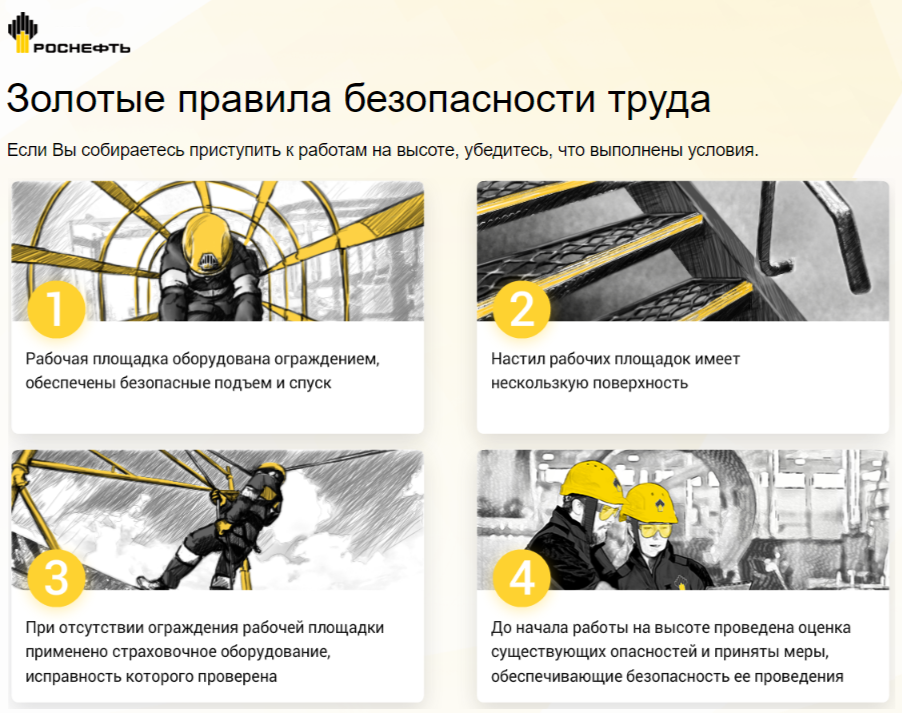 РОСНЕФТЬ
Золотые правила безопасности труда
Если Вы собираетесь приступить к работам на высоте, убедитесь, что выполнены условия.
1
Рабочая площадка оборудована ограждением,
обеспечены безопасные подъем и спуск
2
Настил рабочих площадок имеет
нескользкую поверхность
3
При отсутствии ограждения рабочей площадки
применено страховочное оборудование,
исправность которого проверена
4
До начала работы на высоте проведена оценка
существующих опасностей и приняты меры,
обеспечивающие безопасность ее проведения